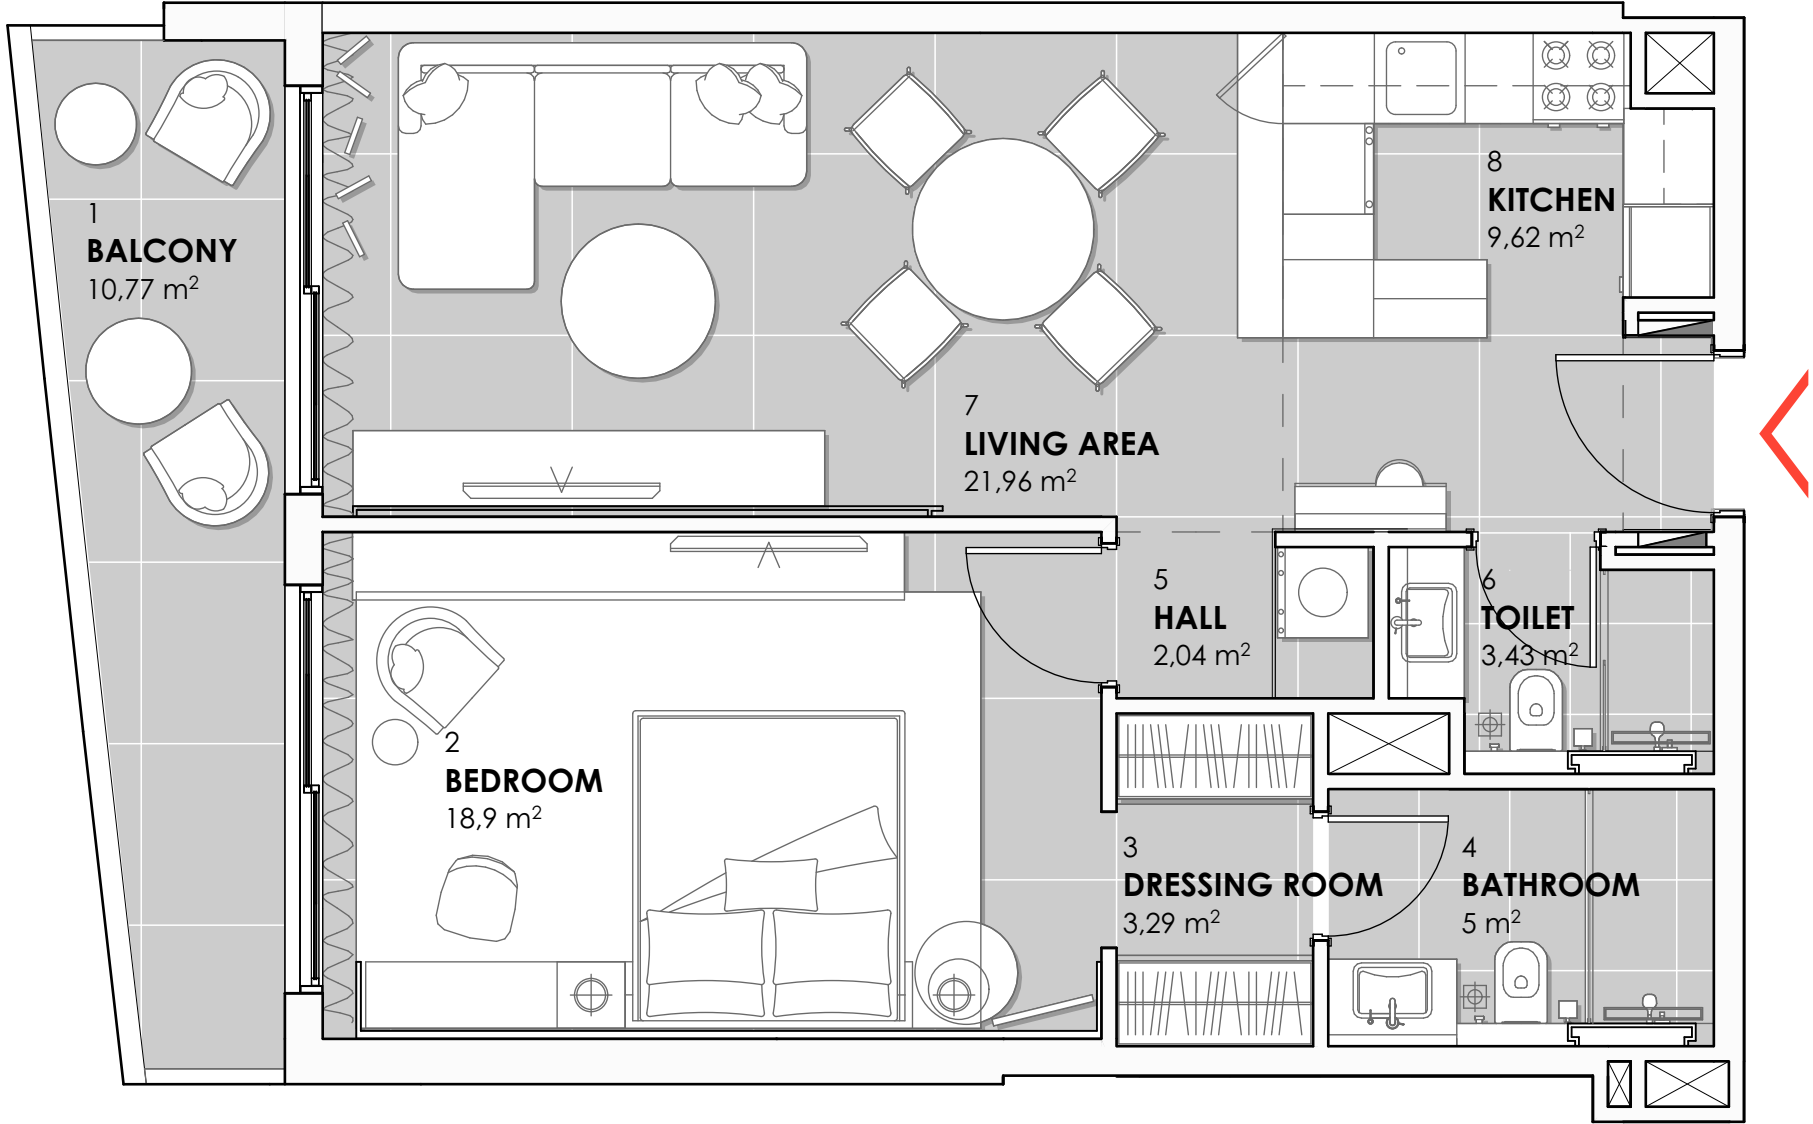 1
BALCONY
10,77 m²
2
BEDROOM
18,9 m²
3
DRESSING ROOM
3,29 m²
4
BATHROOM
5 m²
5
HALL
2,04 m²
6
TOILET
3,43 m²
7
LIVING AREA
21,96 m²
8
KITCHEN
9,62 m²